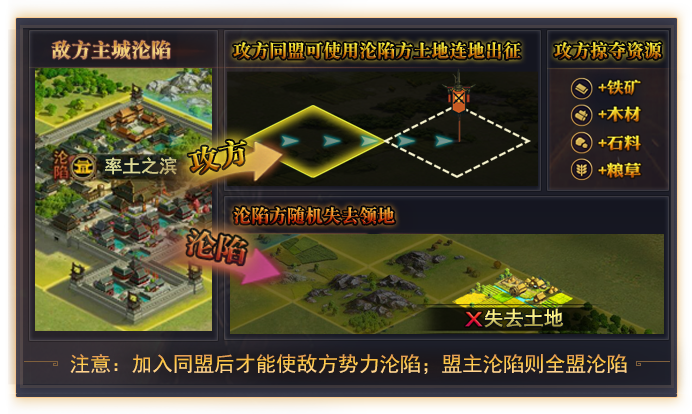 敌方主城沦陷
沦陷
率土之滨
攻方
沦陷
攻方同盟可使用沦陷方土地连地出征
攻方掠夺资源
+铁矿
+木材
+石料
+粮草
沦陷方随机失去领地
失去土地
注意：加入同盟后才能使敌方势力沦陷；盟主沦陷则全盟沦陷